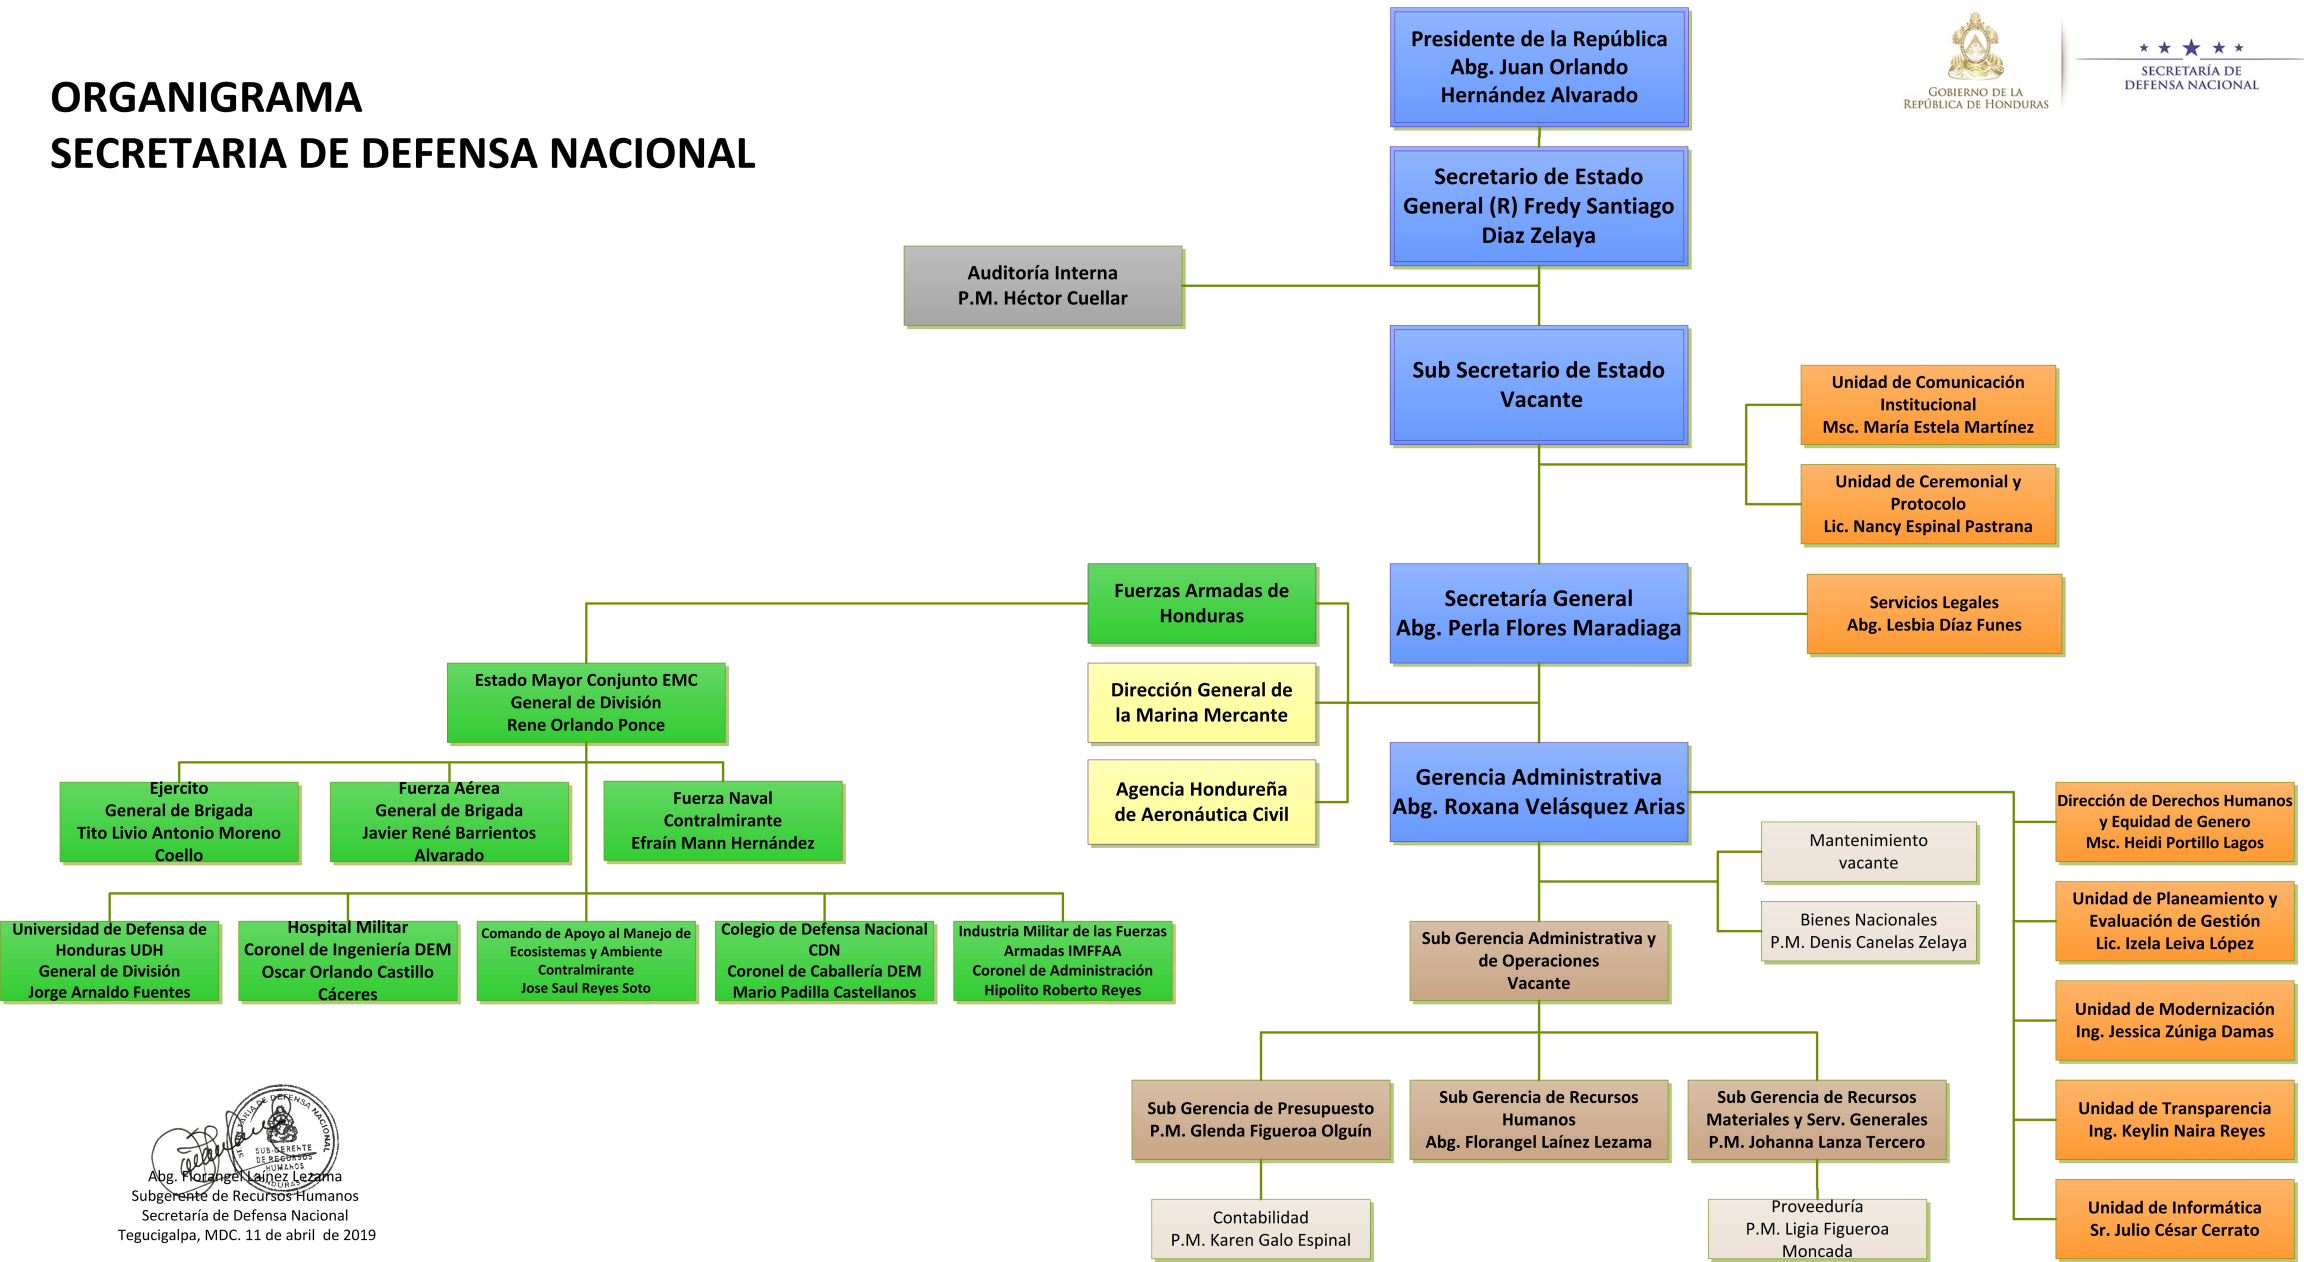 ORGANIGRAMA
SECRETARIA DE DEFENSA NACIONAL
Presidente de la República
Abg. Juan Orlando
Hernández Alvarado
GOBIERNO DE LA
REPÚBLICA DE HONDURAS
SECRETARÍA DE
DEFENSA NACIONAL
Secretario de Estado
General (R) Fredy Santiago
Diaz Zelaya
Auditoría Interna
P.M. Héctor Cuellar
Sub Secretario de Estado
Vacante
Unidad de Comunicación
Institucional
Msc. María Estela Martínez
Unidad de Ceremonial y
Protocolo
Lic. Nancy Espinal Pastrana
Fuerzas Armadas de
Honduras
Secretaría General
Abg. Perla Flores Maradiaga
Servicios Legales
Abg. Lesbia Díaz Funes
Estado Mayor Conjunto EMC
General de División
Rene Orlando Ponce
Dirección General de
la Marina Mercante
Agencia Hondureña
de Aeronáutica Civil
Gerencia Administrativa
Abg. Roxana Velásquez Arias
Ejercito
General de Brigada
Tito Livio Antonio Moreno
Coello
Fuerza Aérea
General de Brigada
Javier René Barrientos
Alvarado
Fuerza Naval
Contralmirante
Efraín Mann Hernández
Mantenimiento
vacante
Bienes Nacionales
P.M. Denis Canelas Zelaya
Dirección de Derechos Humanos
y Equidad de Genero
Msc. Heidi Portillo Lagos
Unidad de Planeamiento y
Evaluación de Gestión
Lic. Izela Leiva López
Unidad de Modernización
Ing. Jessica Zúniga Damas
Unidad de Transparencia
Ing. Keylin Naira Reyes
Unidad de Informática
Sr. Julio César Cerrato
Universidad de Defensa de
Honduras UDH
General de División
Jorge Arnaldo Fuentes
Hospital Militar
Coronel de Ingeniería DEM
Oscar Orlando Castillo
Cáceres
Comando de Apoyo al Manejo de
Ecosistemas y Ambiente
Contralmirante
Jose Saul Reyes Soto
Colegio de Defensa Nacional
CDN
Coronel de Caballería DEM
Mario Padilla Castellanos
Industria Militar de las Fuerzas
Armadas IMFFAA
Coronel de Administración
Hipolito Roberto Reyes
Sub Gerencia Administrativa y
de Operaciones
Vacante
Sub Gerencia de Presupuesto
P.M. Glenda Figueroa Olguín
Sub Gerencia de Recursos
Humanos
Abg. Florangel Laínez Lezama
Sub Gerencia de Recursos
Materiales y Serv. Generales
P.M. Johanna Lanza Tercero
Contabilidad
P.M. Karen Galo Espinal
Proveeduría
P.M. Ligia Figueroa
Moncada
DE DEFENSA NACIONAL
SUB-GERENTE
DE RECURSOS
HUMANOS
Abg. Florangel Laínez Lezama
Subgerente de Recursos Humanos
Secretaría de Defensa Nacional
Tegucigalpa, MDC. 11 de abril  de 2019